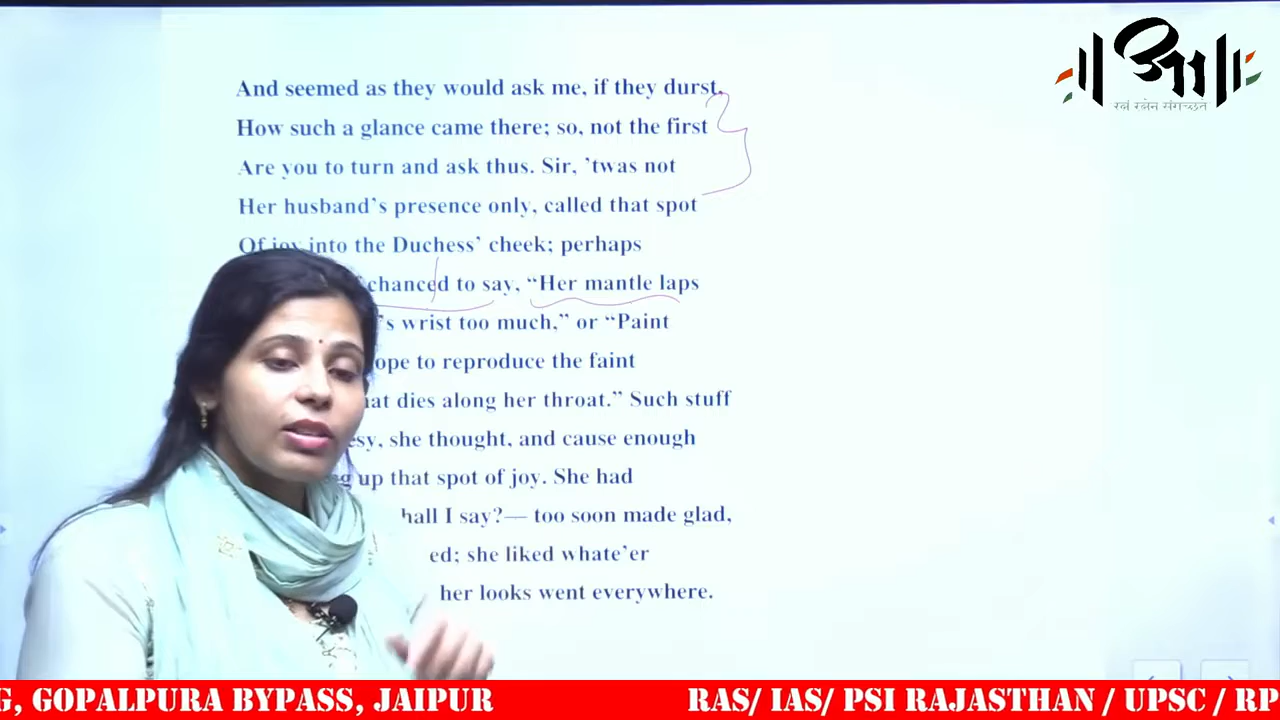 And seemed as they would ask me, if they durst,
How such a glance came there; so, not the first
Are you to turn and ask thus. Sir, ’twas not
Her husband’s presence only, called that spot
Of joy into the Duchess’ cheek; perhaps
chanced to say, “Her mantle laps
’s wrist too much,” or “Paint
ope to reproduce the faint
hat dies along her throat.” Such stuff
esy, she thought, and cause enough
g up that spot of joy. She had
hall I say?— too soon made glad,
ed; she liked whate’er
her looks went everywhere.
G, GOPALPURA BYPASS, JAIPUR RAS/ IAS/ PSI RAJASTHAN / UPSC / RP